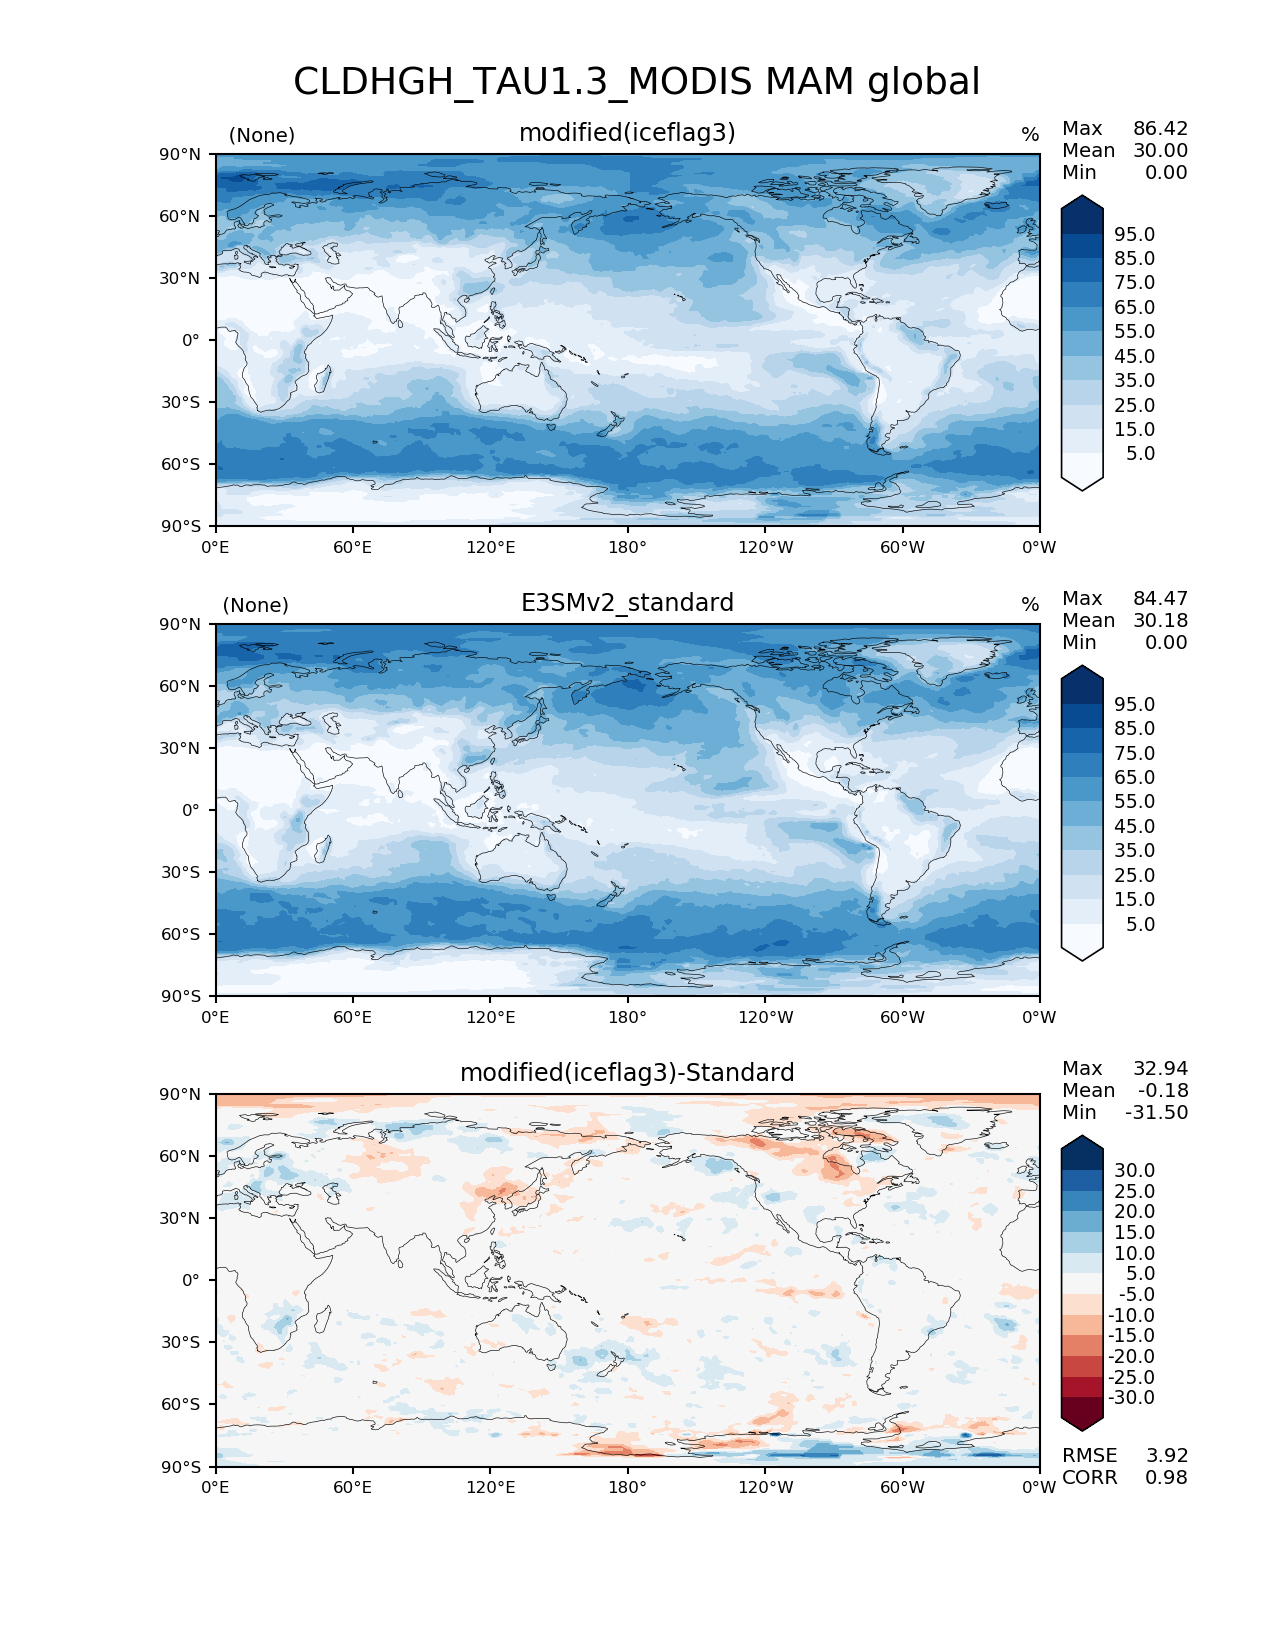 CLDHGH_TAU1.3_MODIS MAM global
(None) modified(iceflag3) %
Max 86.42
Mean 30.00
Min 0.00
90°N
60°N
30°N
0°
30°S
60°S
90°S
0°E 60°E 120°E 180° 120°W 60°W 0°W
95.0
85.0
75.0
65.0
55.0
45.0
35.0
25.0
15.0
5.0
(None) E3SMv2_standard %
Max 84.47
Mean 30.18
Min 0.00
90°N
60°N
30°N
0°
30°S
60°S
90°S
0°E 60°E 120°E 180° 120°W 60°W 0°W
95.0
85.0
75.0
65.0
55.0
45.0
35.0
25.0
15.0
5.0
modified(iceflag3)-Standard
Max 32.94
Mean -0.18
Min -31.50
90°N
60°N
30°N
0°
30°S
60°S
90°S
0°E 60°E 120°E 180° 120°W 60°W 0°W
30.0
25.0
20.0
15.0
10.0
5.0
-5.0
-10.0
-15.0
-20.0
-25.0
-30.0
RMSE 3.92
CORR 0.98